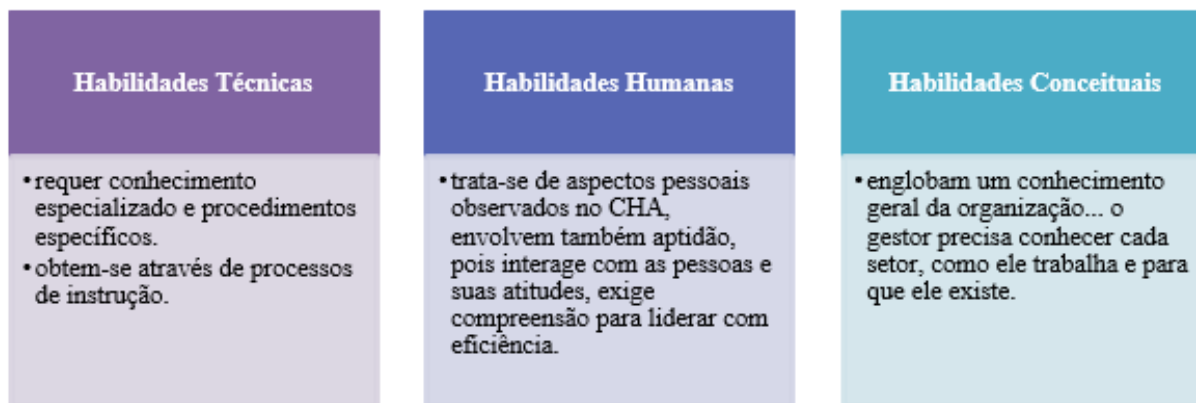 Habilidades Técnicas
•requer conhecimento
especializado e procedimentos
específicos.
•obtem-se através de processos
de instrução.
Habilidades Humanas
•trata-se de aspectos pessoais
observados no CHA,
envolvem também aptidão,
pois interage com as pessoas e
suas atitudes, exige
compreensão para liderar com
eficiência.
Habilidades Conceituais
•englobam um conhecimento
geral da organização... o
gestor precisa conhecer cada
setor, como ele trabalha e para
que ele existe.